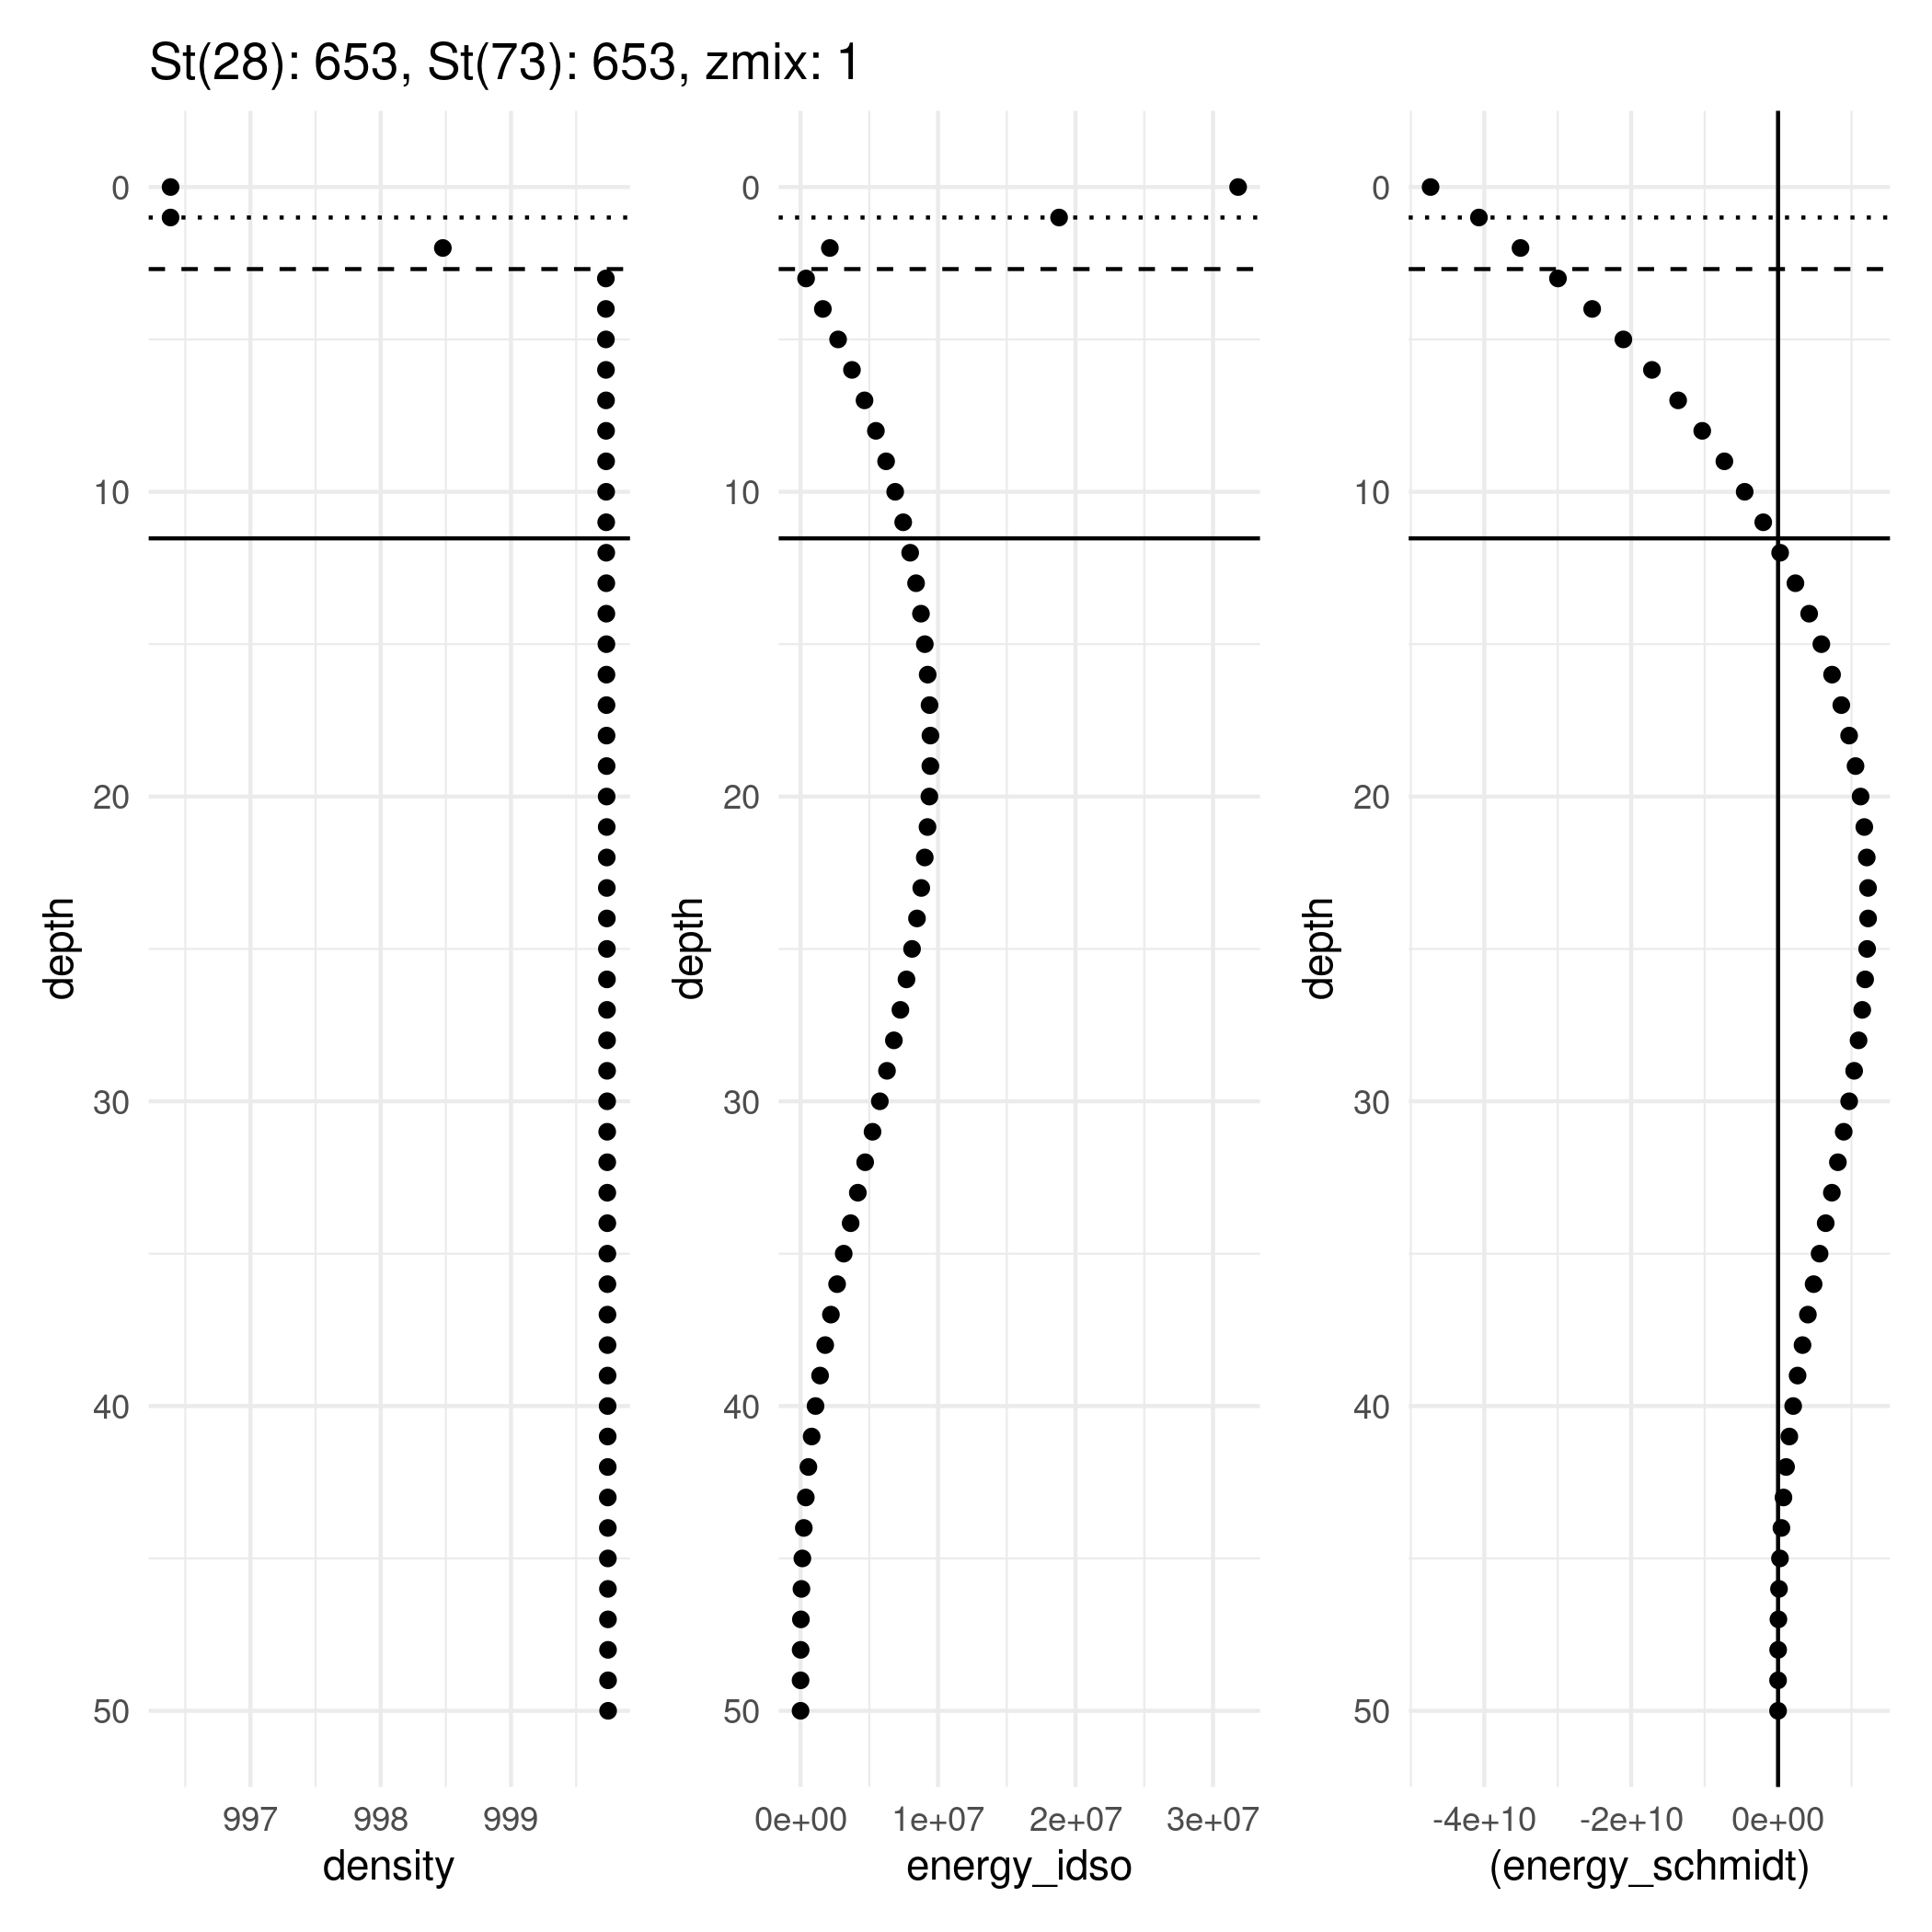 St(28): 653, St(73): 653, zmix: 1
0
10
20
30
40
50
depth
997 998 999
density
0
10
20
30
40
50
depth
0e+00 1e+07 2e+07 3e+07
energy_idso
0
10
20
30
40
50
depth
-4e+10 -2e+10 0e+00
(energy_schmidt)